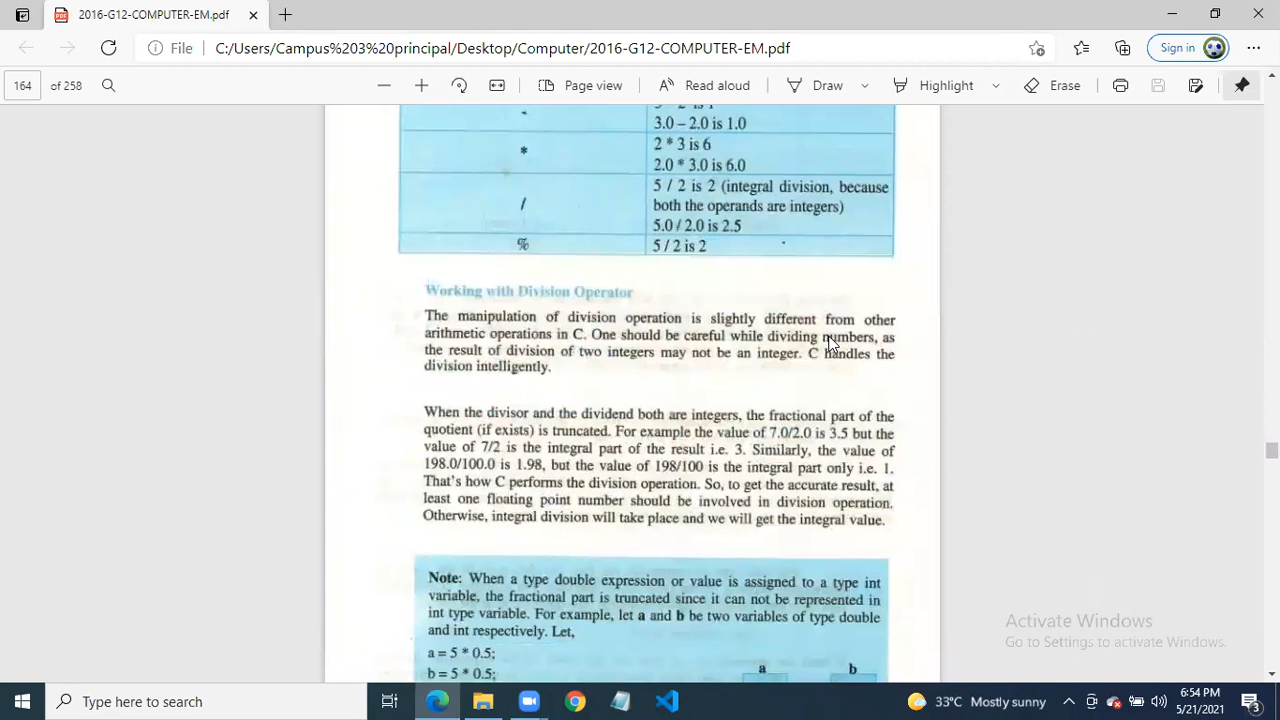 2016-G12-COMPUTER-EM.pdf
File C:/Users/Campus%203%20principal/Desktop/Computer/2016-G12-COMPUTER-EM.pdf Sign in
164 of 258 Page view Read aloud Draw Highlight Erase
-
3.0 – 2.0 is 1.0
* 2 * 3 is 6
2.0 * 3.0 is 6.0
5 / 2 is 2 (integral division, because
/ both the operands are integers)
5.0 / 2.0 is 2.5
% 5 / 2 is 2
Working with Division Operator
The manipulation of division operation is slightly different from other
arithmetic operations in C. One should be careful while dividing numbers, as
the result of division of two integers may not be an integer. C handles the
division intelligently.
When the divisor and the dividend both are integers, the fractional part of the
quotient (if exists) is truncated. For example the value of 7.0/2.0 is 3.5 but the
value of 7/2 is the integral part of the result i.e. 3. Similarly, the value of
198.0/100.0 is 1.98, but the value of 198/100 is the integral part only i.e. 1.
That's how C performs the division operation. So, to get the accurate result, at
least one floating point number should be involved in division operation.
Otherwise, integral division will take place and we will get the integral value.
Note: When a type double expression or value is assigned to a type int
variable, the fractional part is truncated since it can not be represented in
int type variable. For example, let a and b be two variables of type double
and int respectively. Let,
a = 5 * 0.5;
b = 5 * 0.5;
a b
Activate Windows
Go to Settings to activate Windows.
Type here to search
33°C Mostly sunny
6:54 PM
5/21/2021
3